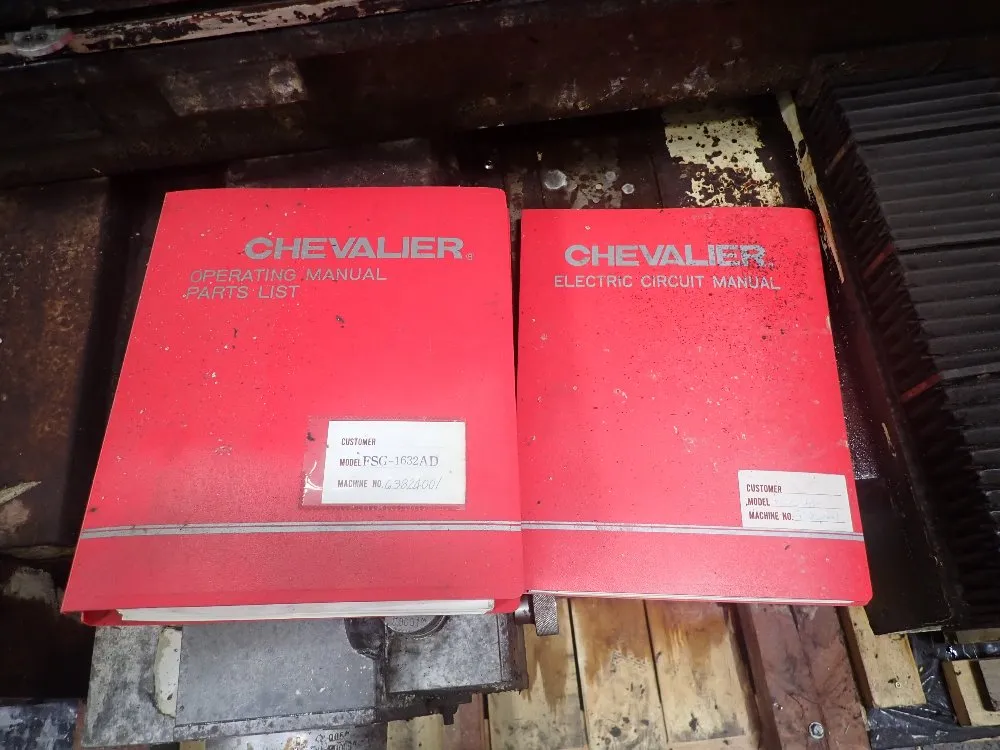 CHEVALIER®
OPERATING MANUAL
PARTS LIST
CUSTOMER
MODEL FSG-1632AD
MACHINE NO.
CHEVALIER
ELECTRIC CIRCUIT MANUAL
CUSTOMER
MODEL
MACHINE NO.